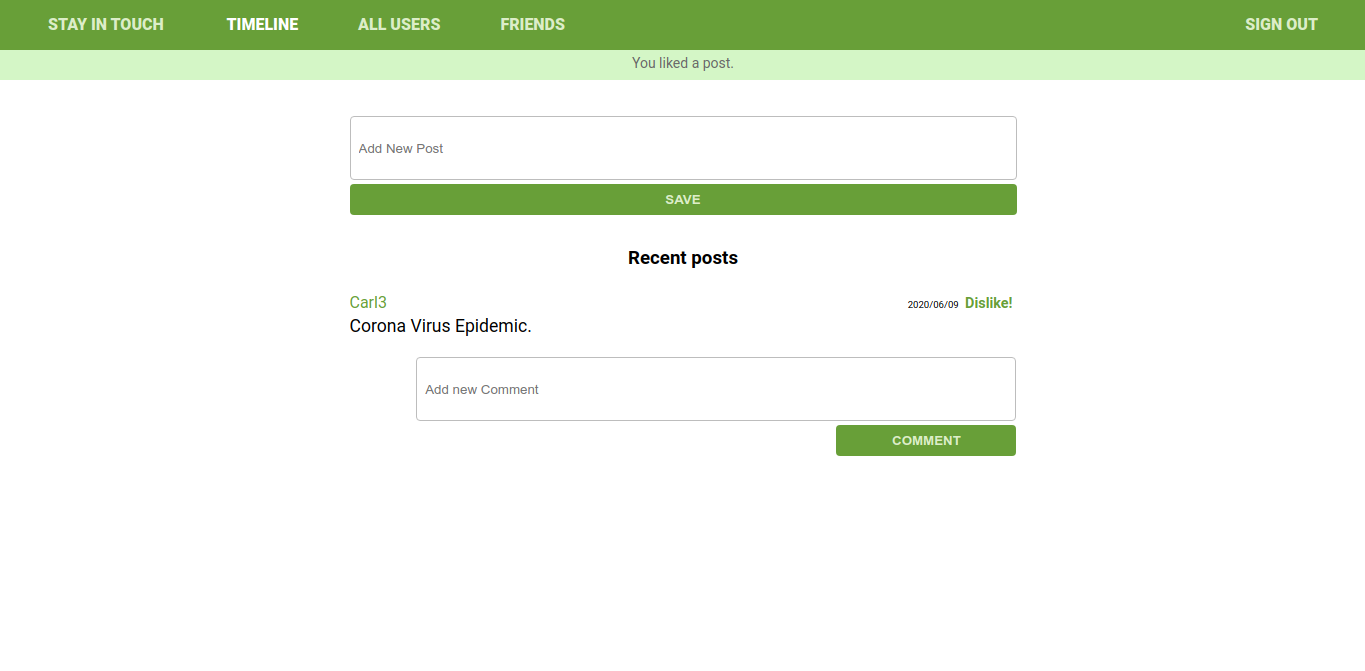 STAY IN TOUCH TIMELINE ALL USERS FRIENDS SIGN OUT
You liked a post.
Add New Post
SAVE
Recent posts
Carl3 2020/06/09 Dislike!
Corona Virus Epidemic.
Add new Comment
COMMENT